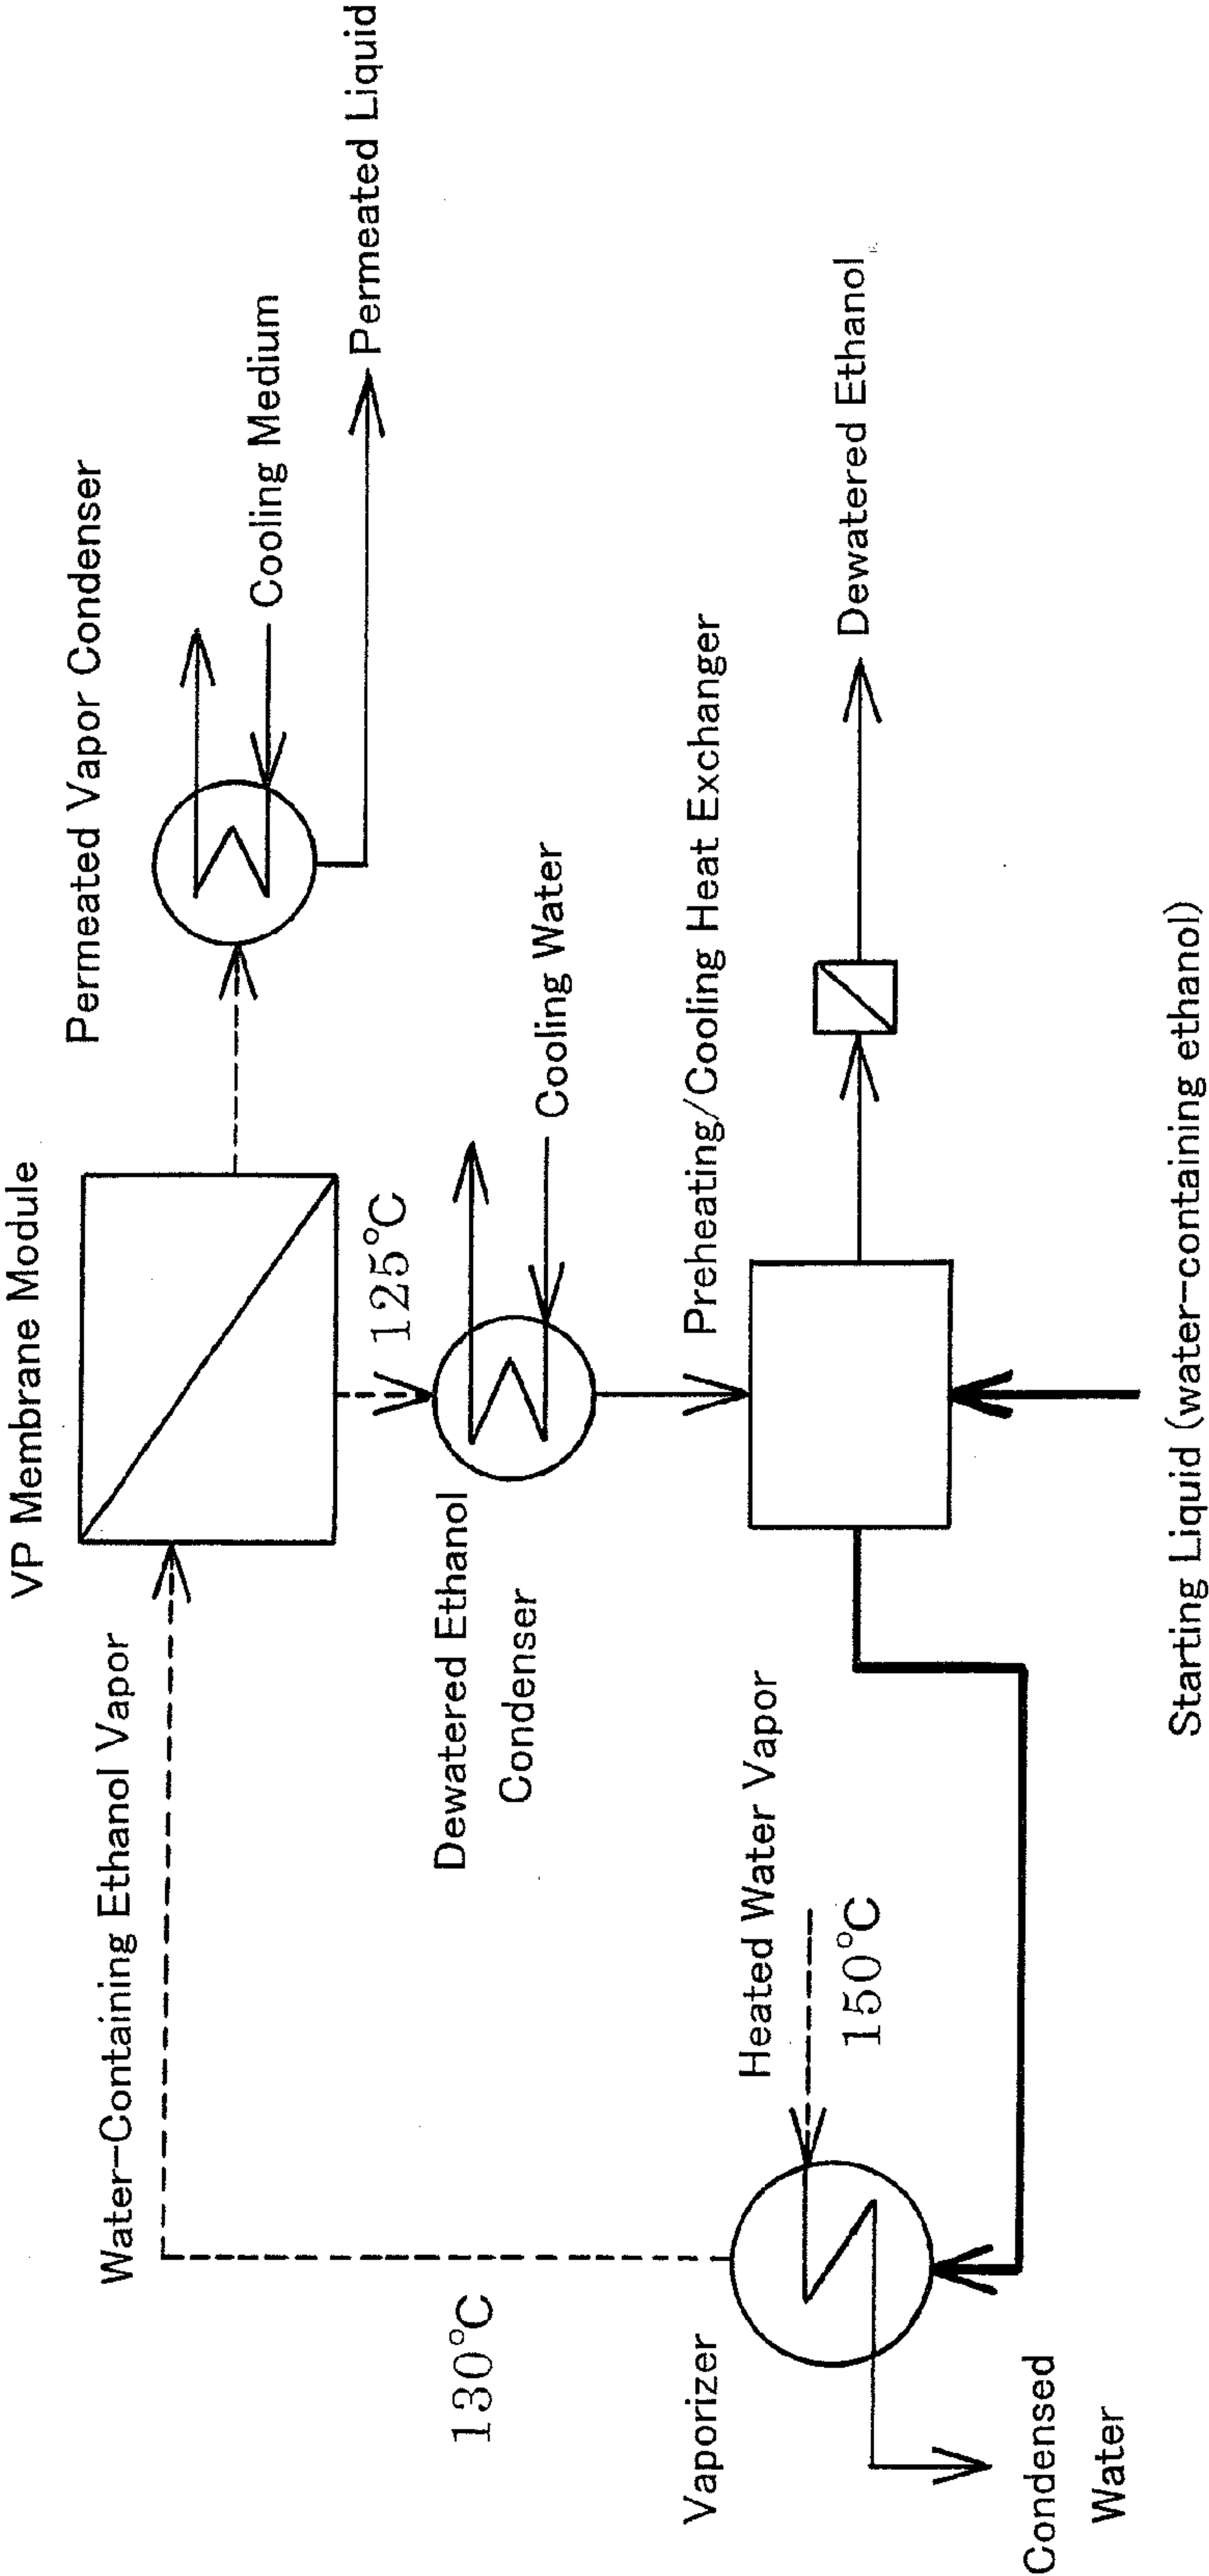 VP Membrane Module
Permeated Vapor Condenser
Water-Containing Ethanol Vapor
Cooling Medium
Permeated Liquid
125℃
130℃
Dewatered Ethanol
Condenser
Cooling Water
Vaporizer
Preheating/Cooling Heat Exchanger
Heated Water Vapor
150℃
Dewatered Ethanol
Condensed
Water
Starting Liquid (water-containing ethanol)